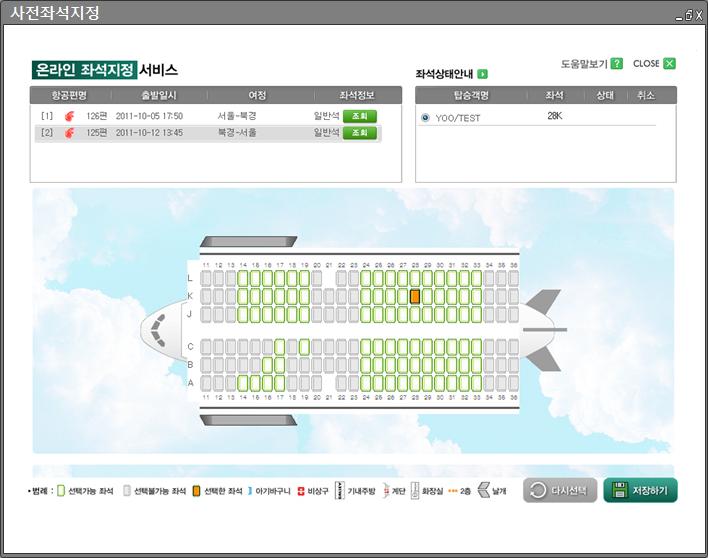 사전좌석지정
온라인 좌석지정 서비스
좌석상태안내
도움말보기 ?
CLOSE X
항공편명 출발일시 여정 좌석정보
[1] 126편 2011-10-05 17:50 서울-북경 일반석 조회
[2] 125편 2011-10-12 13:45 북경-서울 일반석 조회
탑승객명 좌석 상태 취소
YOO/TEST 28K
11 12 13 14 15 16 17 18 19 20 21 22 23 24 25 26 27 28 29 30 31 32 33 34 35 36
L
K
J
C
B
A
11 12 13 14 15 16 17 18 19 20 21 22 23 24 25 26 27 28 29 30 31 32 33 34 35 36
범례 : 선택가능 좌석 선택불가능 좌석 선택한 좌석 아기바구니 비상구 기내주방 계단 화장실 2층 날개
다시선택
저장하기